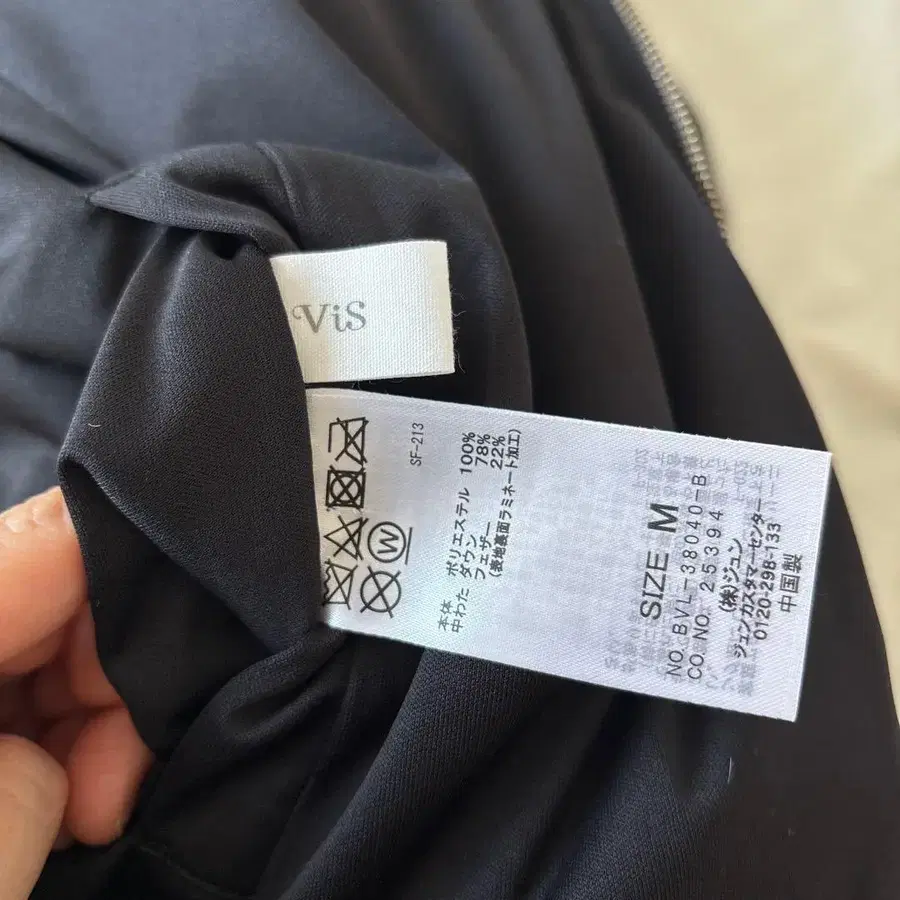 ViS
SF-213
本体 ポリエステル 100%
中わた ダウン 78%
フェザー 22%
(表地裏面ラミネート加工)
SIZE M
NO. BVL-38040-B
CO. NO. 25394
(株)ジュン
ジュンカスタマーセンター
0120-298-133
中国製
W